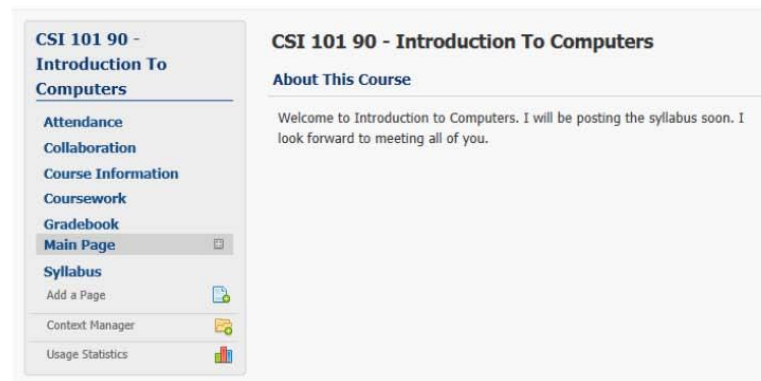 CSI 101 90 -
Introduction To
Computers
Attendance
Collaboration
Course Information
Coursework
Gradebook
Main Page
Syllabus
Add a Page
Context Manager
Usage Statistics
CSI 101 90 - Introduction To Computers
About This Course
Welcome to Introduction to Computers. I will be posting the syllabus soon. I
look forward to meeting all of you.